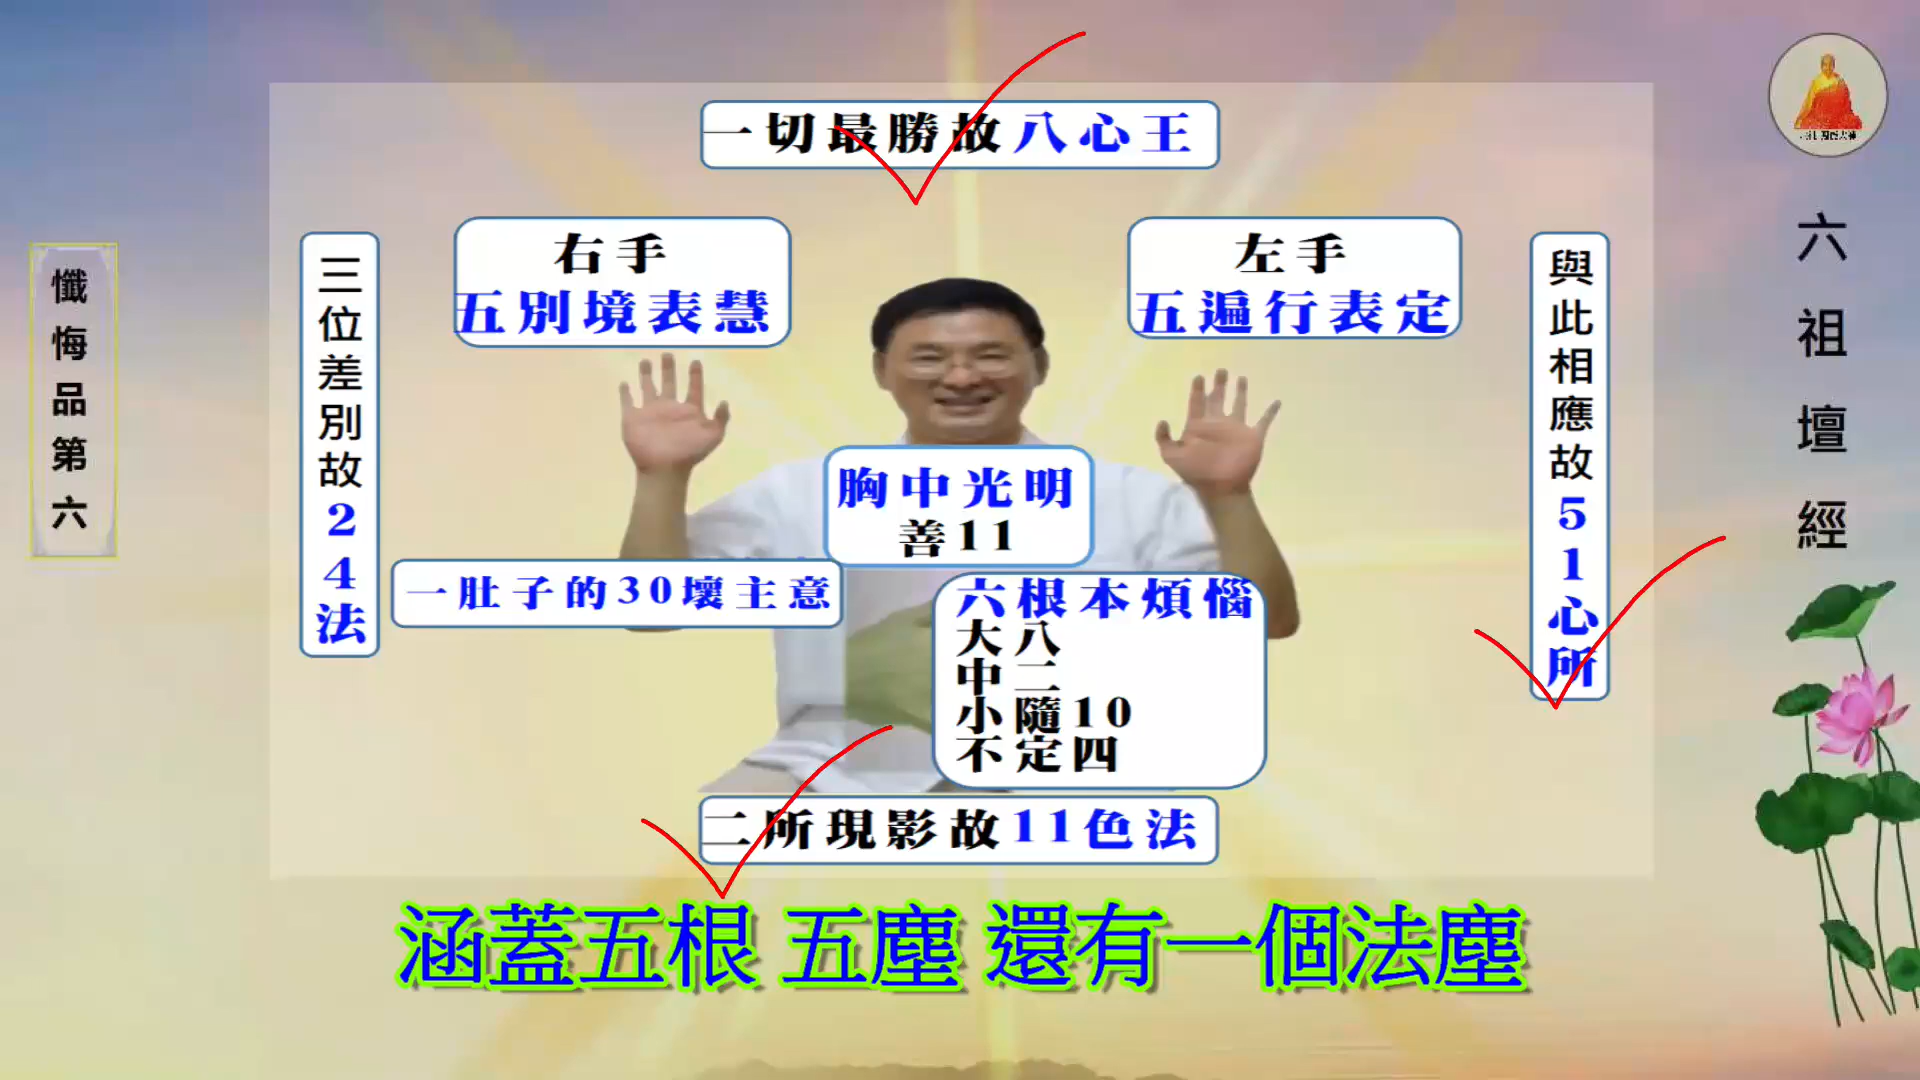 一切最勝故八心王
六祖壇經
懺悔品第六
三位差別故24法
右手
五別境表慧
左手
五遍行表定
與此相應故51心所
胸中光明
善11
一肚子的30壞主意
六根本煩惱
大八
中二
小隨10
不定四
二所現影故11色法
涵蓋五根 五塵 還有一個法塵